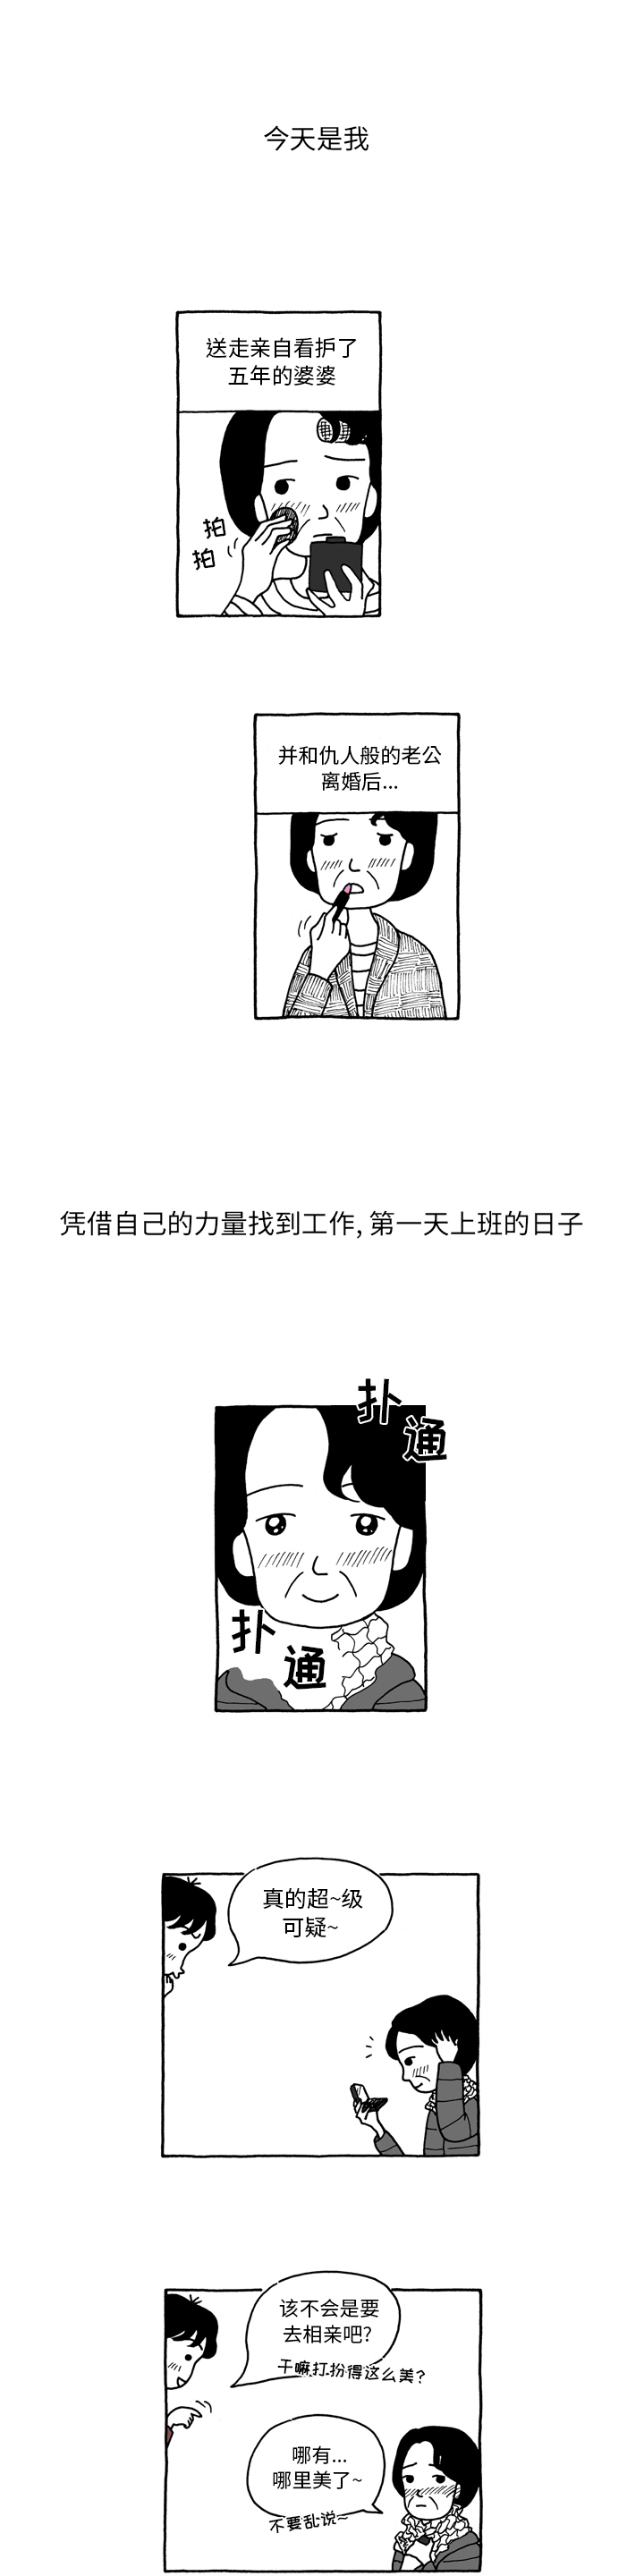 今天是我
送走亲自看护了
五年的婆婆
拍
拍
并和仇人般的老公
离婚后...
凭借自己的力量找到工作, 第一天上班的日子
扑
通
扑
通
真的超~级
可疑~
该不会是要
去相亲吧?
干嘛打扮得这么美?
哪有...
哪里美了~
不要乱说~